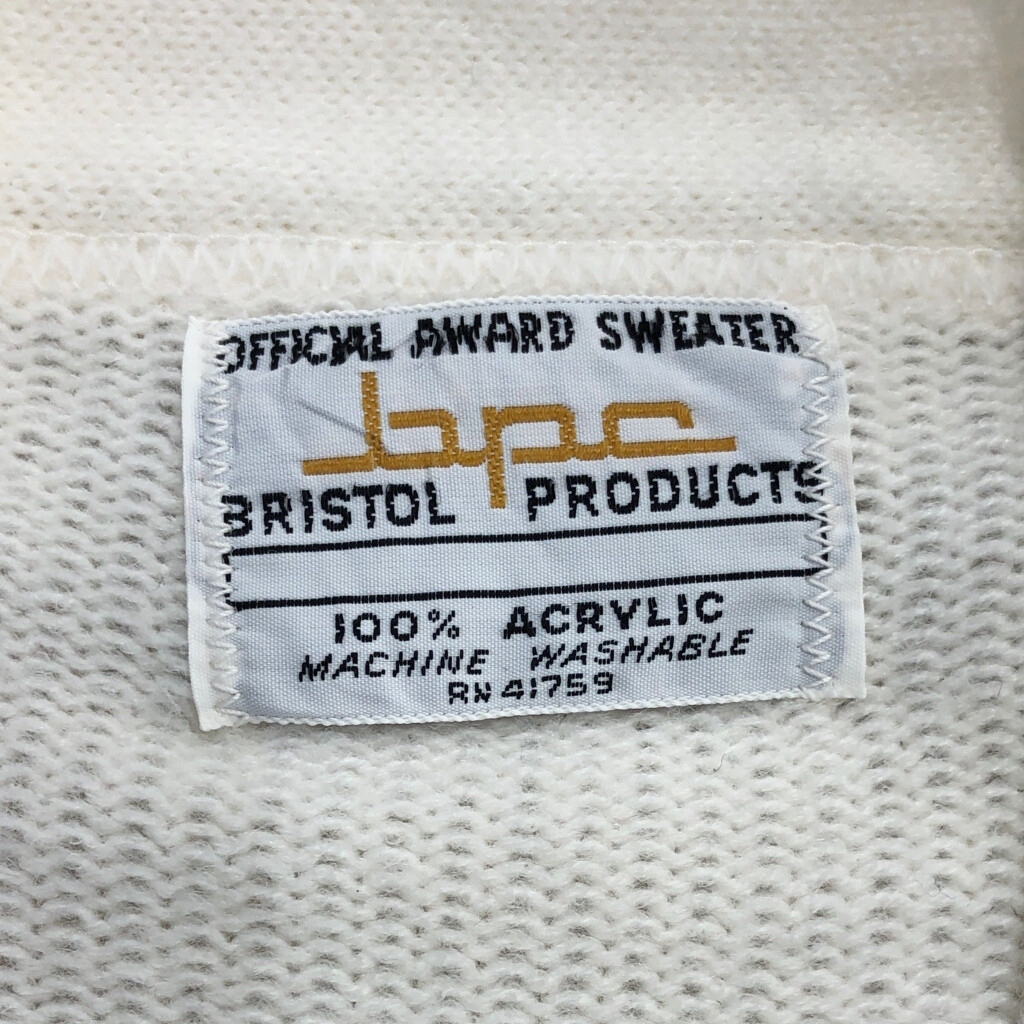 OFFICIAL AWARD SWEATER
bpc
BRISTOL PRODUCTS
100% ACRYLIC
MACHINE WASHABLE
RN 41759